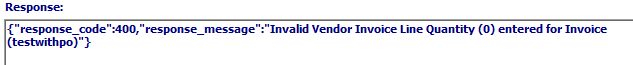 Response:
{"response_code":400,"response_message":"Invalid Vendor Invoice Line Quantity (0) entered for Invoice
(testwithpo)"}